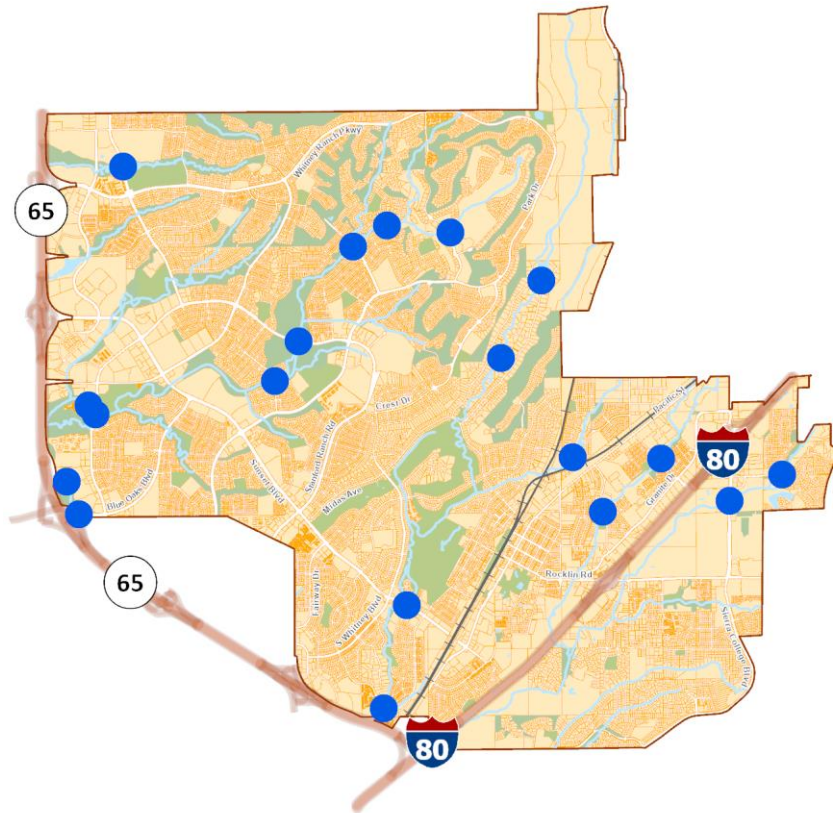 Whitney Ranch Pkwy
65
Park Dr
Pacific St
Crest Dr
80
Stanford Ranch Rd
Sunset Blvd
Granite Dr
Blue Oaks Blvd
Midas Ave
65
Rocklin Rd
Fairway Dr
S Whitney Blvd
Sierra College Blvd
80